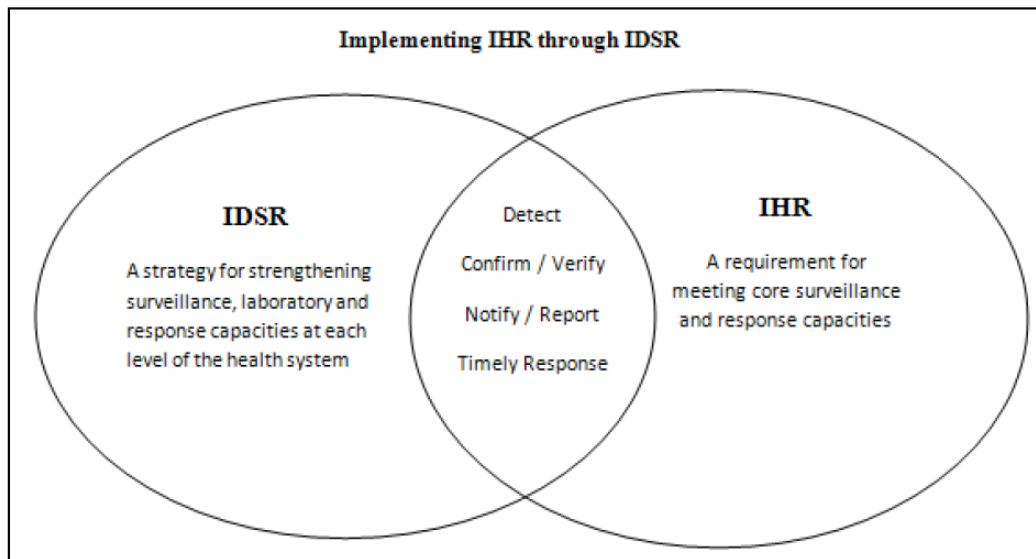 Implementing IHR through IDSR
IDSR
A strategy for strengthening
surveillance, laboratory and
response capacities at each
level of the health system
Detect
Confirm / Verify
Notify / Report
Timely Response
IHR
A requirement for
meeting core surveillance
and response capacities